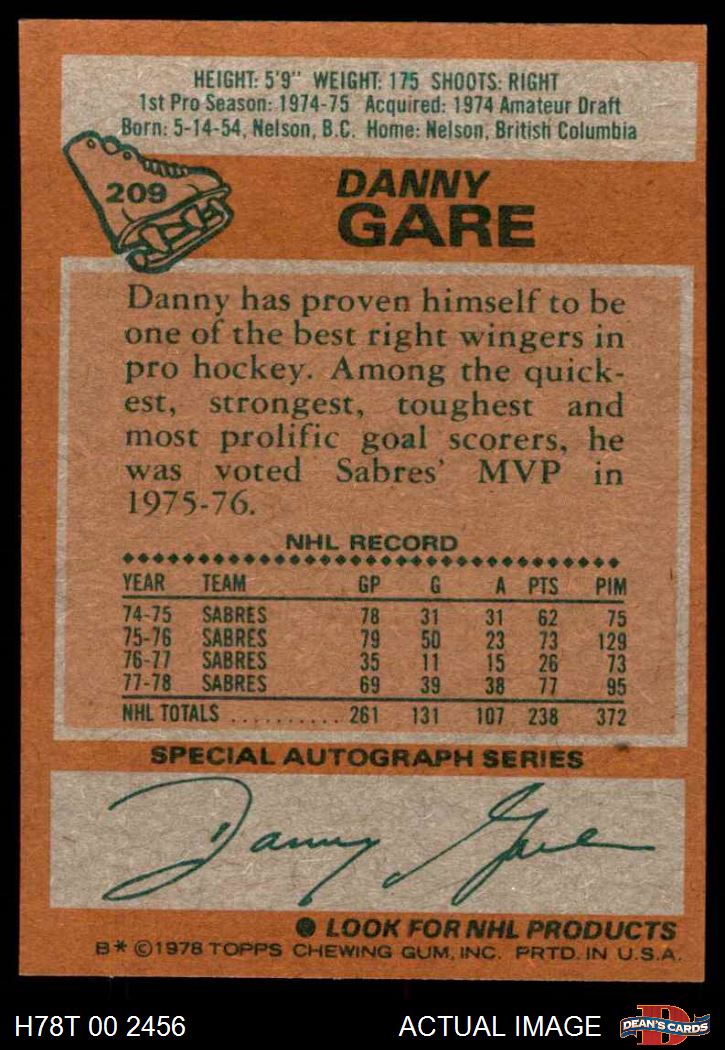 HEIGHT: 5'9" WEIGHT: 175 SHOOTS: RIGHT
1st Pro Season: 1974-75 Acquired: 1974 Amateur Draft
Born: 5-14-54, Nelson, B.C. Home: Nelson, British Columbia
209
DANNY
GARE
Danny has proven himself to be
one of the best right wingers in
pro hockey. Among the quick-
est, strongest, toughest and
most prolific goal scorers, he
was voted Sabres' MVP in
1975-76.
NHL RECORD
YEAR TEAM GP G A PTS PIM
74-75 SABRES 78 31 31 62 75
75-76 SABRES 79 50 23 73 129
76-77 SABRES 35 11 15 26 73
77-78 SABRES 69 39 38 77 95
NHL TOTALS .......... 261 131 107 238 372
SPECIAL AUTOGRAPH SERIES
Danny Gare
● LOOK FOR NHL PRODUCTS
B* ©1978 TOPPS CHEWING GUM, INC. PRTD. IN U.S.A.
H78T 00 2456 ACTUAL IMAGE D DEAN'S CARDS